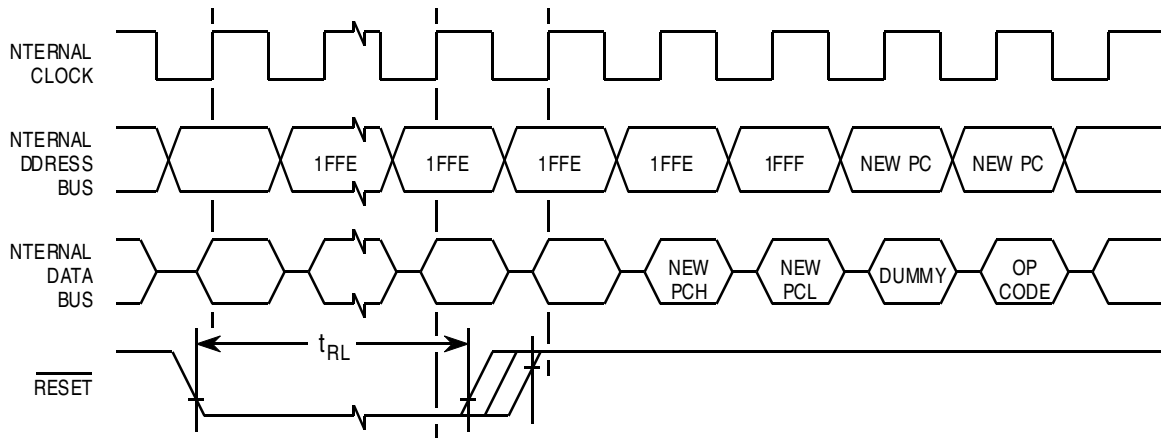 NTERNAL
CLOCK
NTERNAL
DDRESS
BUS
1FFE
1FFE
1FFE
1FFE
1FFF
NEW PC
NEW PC
NTERNAL
DATA
BUS
NEW
PCH
NEW
PCL
DUMMY
OP
CODE
tRL
RESET